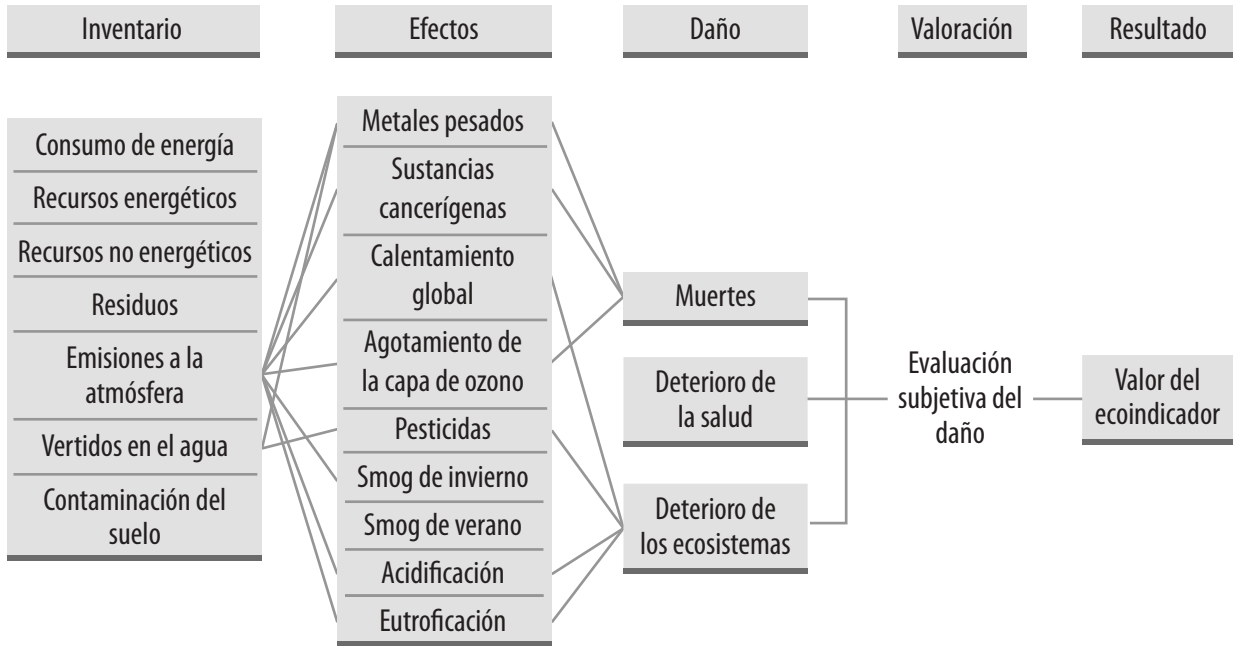 Inventario
Efectos
Daño
Valoración
Resultado
Consumo de energía
Recursos energéticos
Recursos no energéticos
Residuos
Emisiones a la
atmósfera
Vertidos en el agua
Contaminación del
suelo
Metales pesados
Sustancias
cancerígenas
Calentamiento
global
Agotamiento de
la capa de ozono
Pesticidas
Smog de invierno
Smog de verano
Acidificación
Eutroficación
Muertes
Deterioro de
la salud
Deterioro de
los ecosistemas
Evaluación
subjetiva del
daño
Valor del
ecoindicador